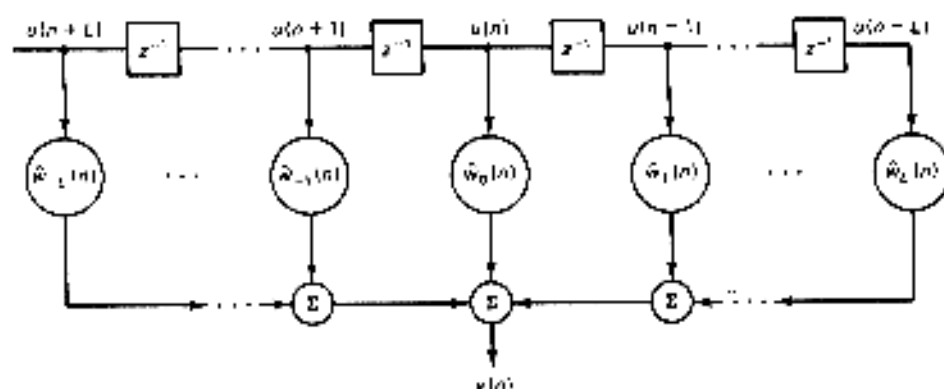 u(n + L) z⁻¹ ··· u(n + 1) z⁻¹ u(n) z⁻¹ u(n − 1) ··· z⁻¹ u(n − L)
ŵ₋L(n) ··· ŵ₋₁(n) ŵ₀(n) ŵ₁(n) ··· ŵL(n)
··· Σ Σ Σ ···